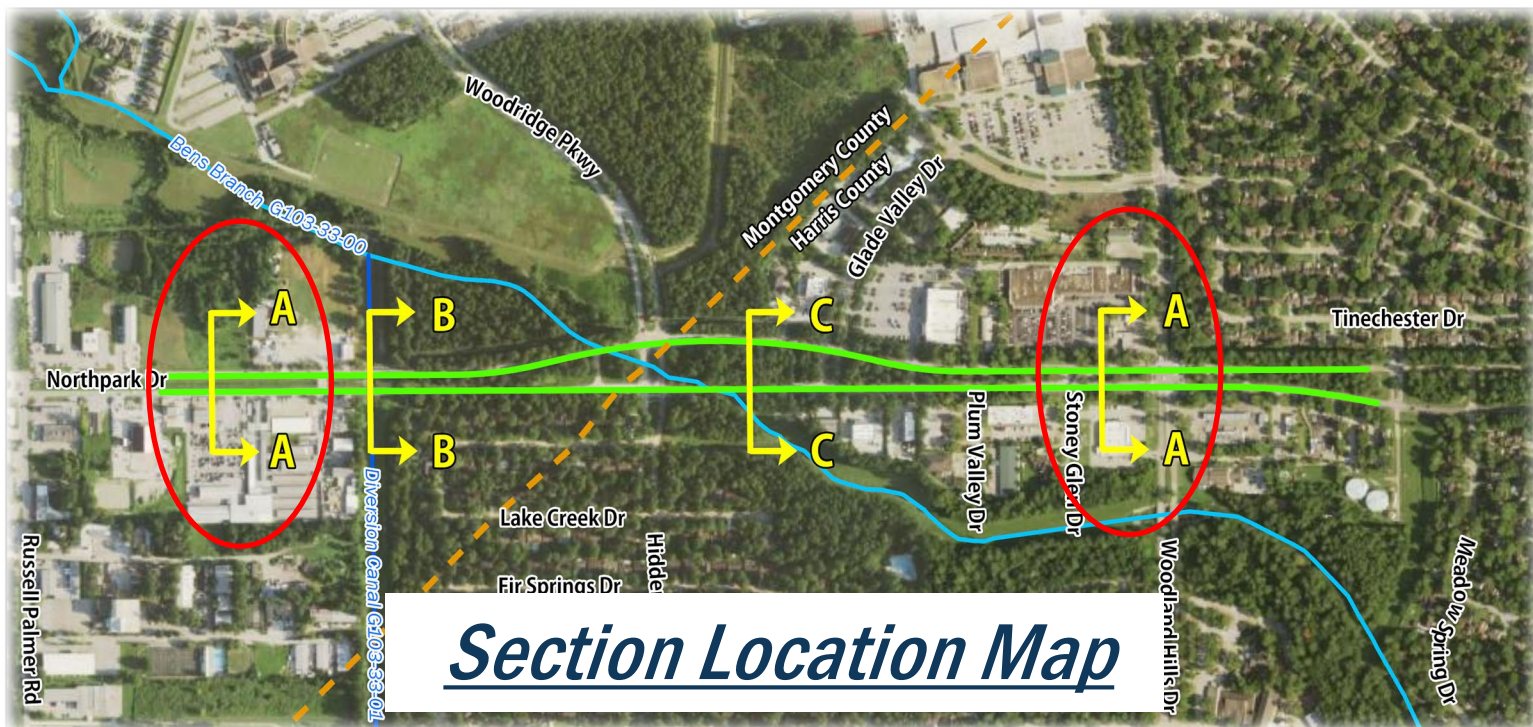 Woodridge Pkwy
Bens Branch G103-33-00
Montgomery County
Harris County
Glade Valley Dr
A
B
C
A
Tinechester Dr
Northpark Dr
Plum Valley Dr
Stoney Glen Dr
A
B
C
A
Diversion Canal G103-33-01
Lake Creek Dr
Russell Palmer Rd
Hidde
Woodland Hills Dr
Meadow Spring Dr
Fir Springs Dr
Section Location Map